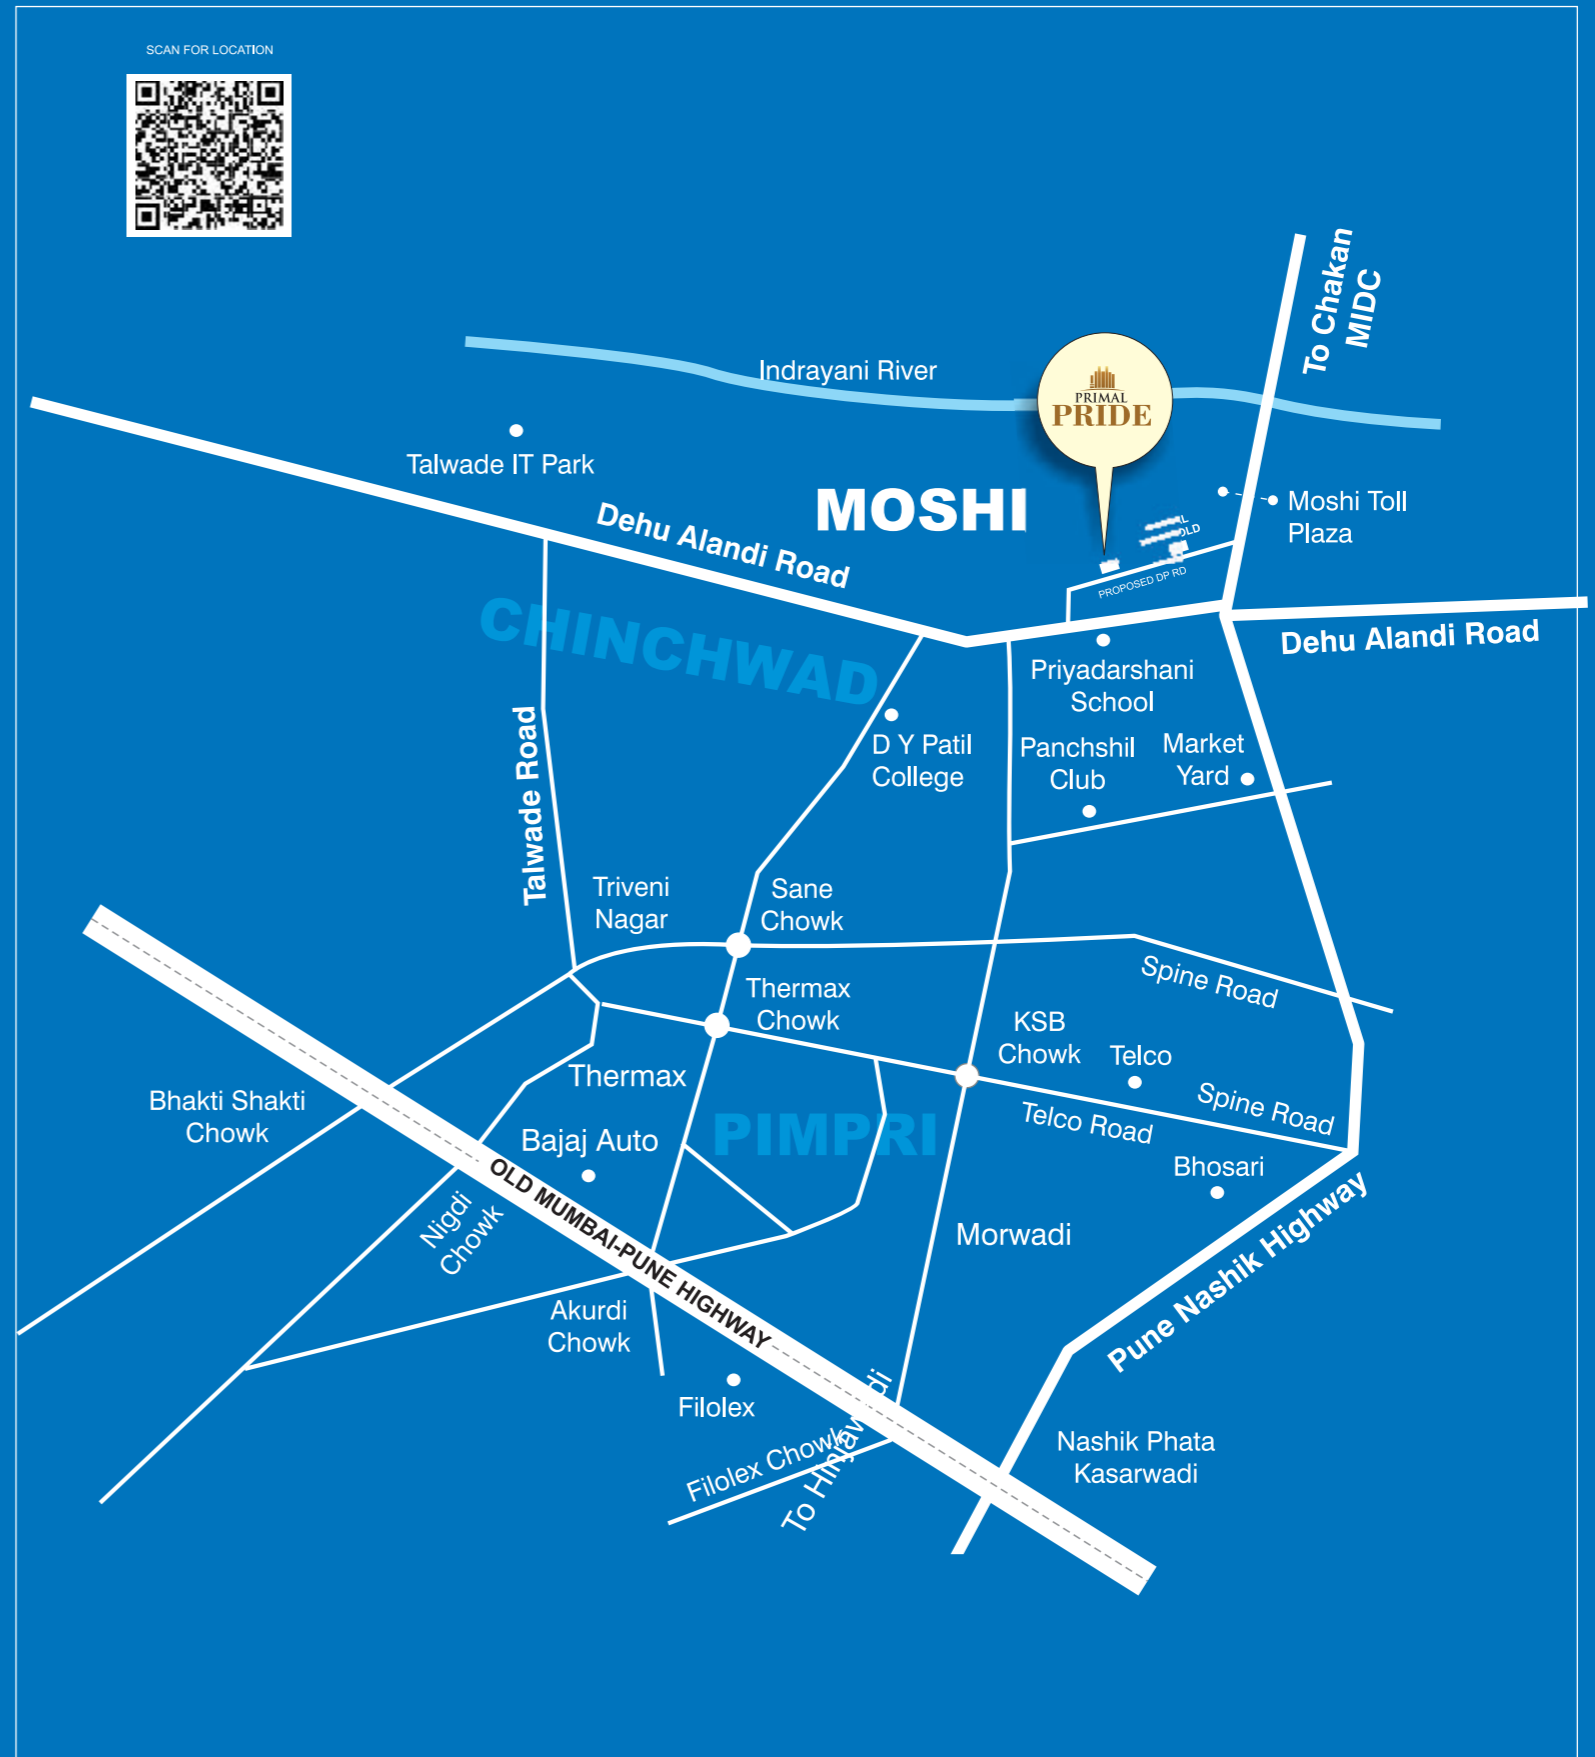 SCAN FOR LOCATION
To Chakan
MIDC
Indrayani River
PRIMAL
PRIDE
Talwade IT Park
MOSHI
Moshi Toll
Plaza
Dehu Alandi Road
PROPOSED DP RD
CHINCHWAD
Dehu Alandi Road
Priyadarshani
School
Talwade Road
D Y Patil
College
Panchshil
Club
Market
Yard
Triveni
Nagar
Sane
Chowk
Spine Road
Thermax
Chowk
KSB
Chowk
Telco
Thermax
Bhakti Shakti
Chowk
PIMPRI
Telco Road
Spine Road
Bajaj Auto
Bhosari
Nigdi
Chowk
OLD MUMBAI-PUNE HIGHWAY
Morwadi
Pune Nashik Highway
Akurdi
Chowk
Filolex
Filolex Chowk
Nashik Phata
Kasarwadi